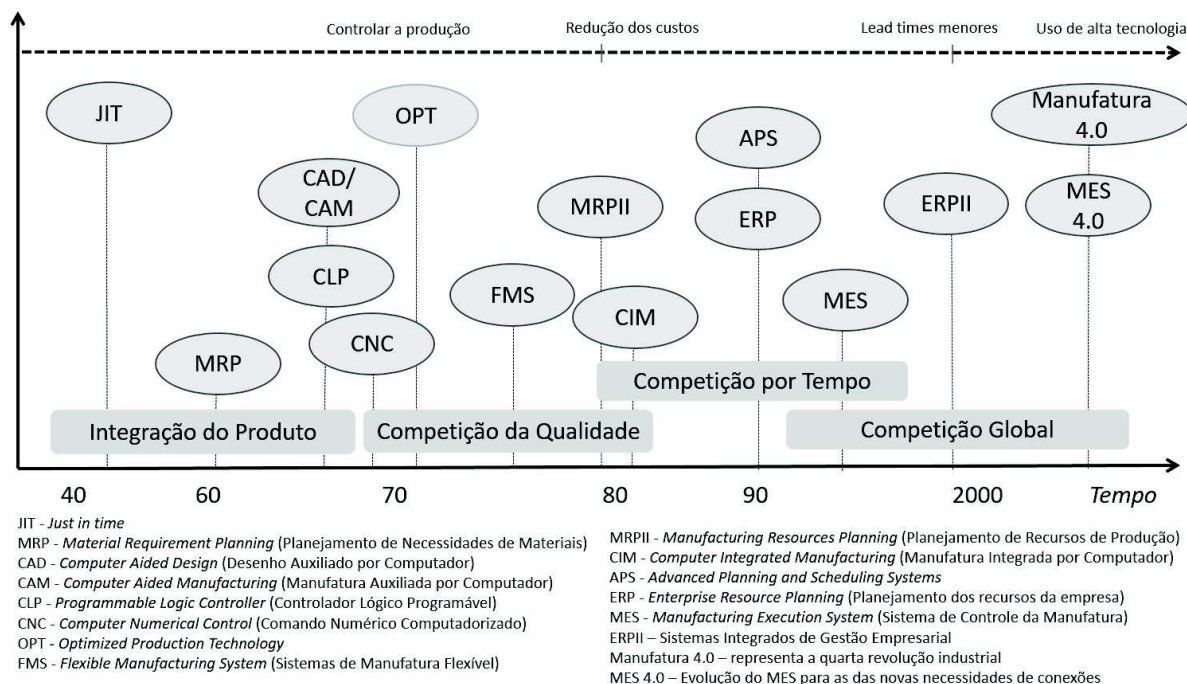 Controlar a produção
Redução dos custos
Lead times menores
Uso de alta tecnologia
JIT
OPT
Manufatura
4.0
APS
CAD/
CAM
MRPII
ERP
ERPII
MES
4.0
CLP
FMS
MES
CIM
CNC
MRP
Competição por Tempo
Integração do Produto
Competição da Qualidade
Competição Global
40
60
70
80
90
2000
Tempo
JIT - Just in time
MRP - Material Requirement Planning (Planejamento de Necessidades de Materiais)
CAD - Computer Aided Design (Desenho Auxiliado por Computador)
CAM - Computer Aided Manufacturing (Manufatura Auxiliada por Computador)
CLP - Programmable Logic Controller (Controlador Lógico Programável)
CNC - Computer Numerical Control (Comando Numérico Computadorizado)
OPT - Optimized Production Technology
FMS - Flexible Manufacturing System (Sistemas de Manufatura Flexível)
MRPII - Manufacturing Resources Planning (Planejamento de Recursos de Produção)
CIM - Computer Integrated Manufacturing (Manufatura Integrada por Computador)
APS - Advanced Planning and Scheduling Systems
ERP - Enterprise Resource Planning (Planejamento dos recursos da empresa)
MES - Manufacturing Execution System (Sistema de Controle da Manufatura)
ERPII – Sistemas Integrados de Gestão Empresarial
Manufatura 4.0 – representa a quarta revolução industrial
MES 4.0 – Evolução do MES para as das novas necessidades de conexões